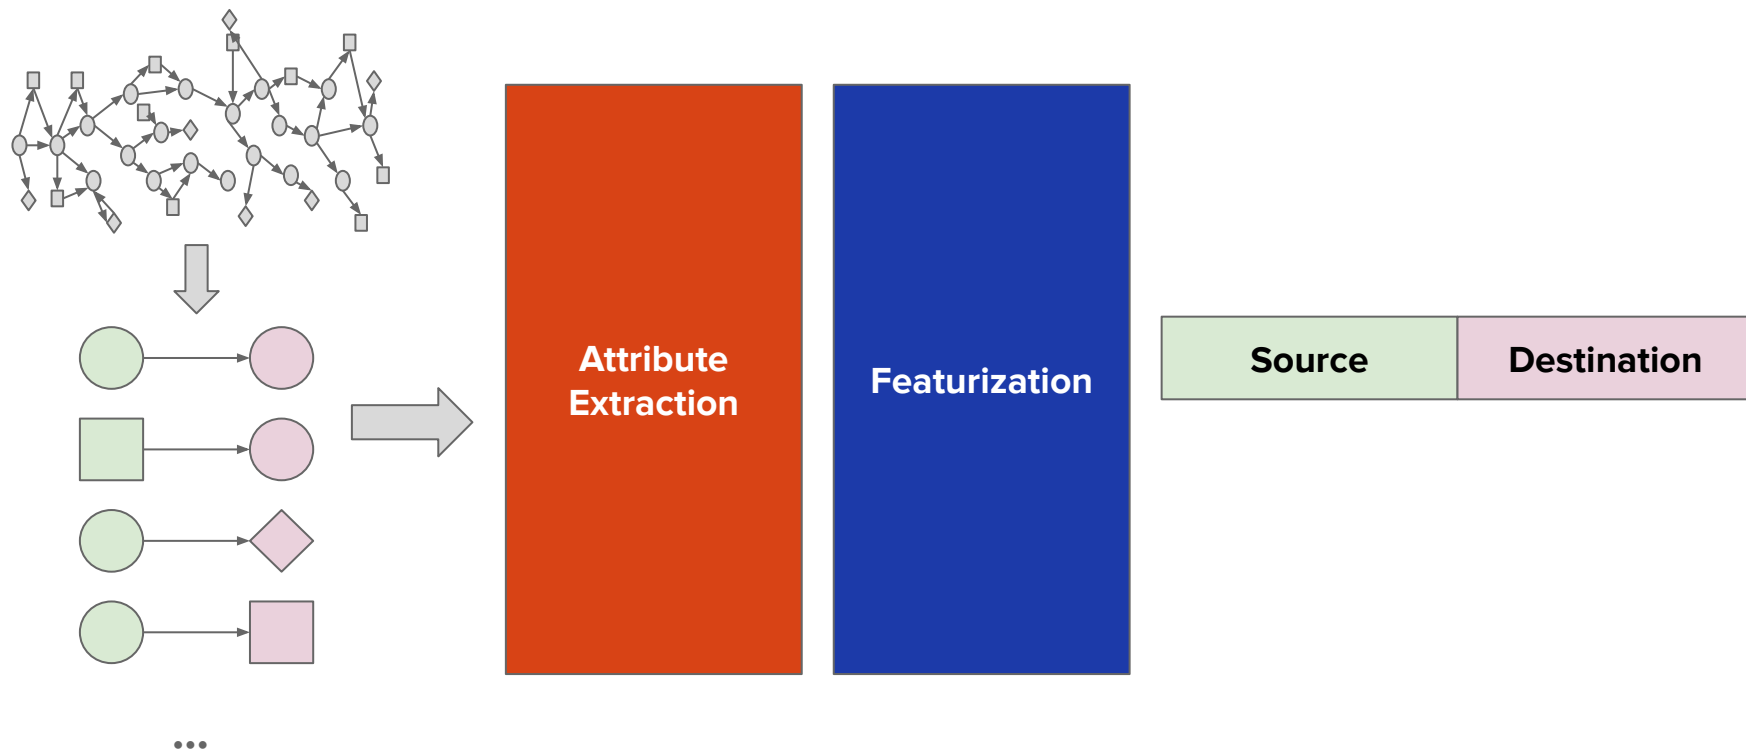 Attribute
Extraction
Featurization
Source
Destination
...